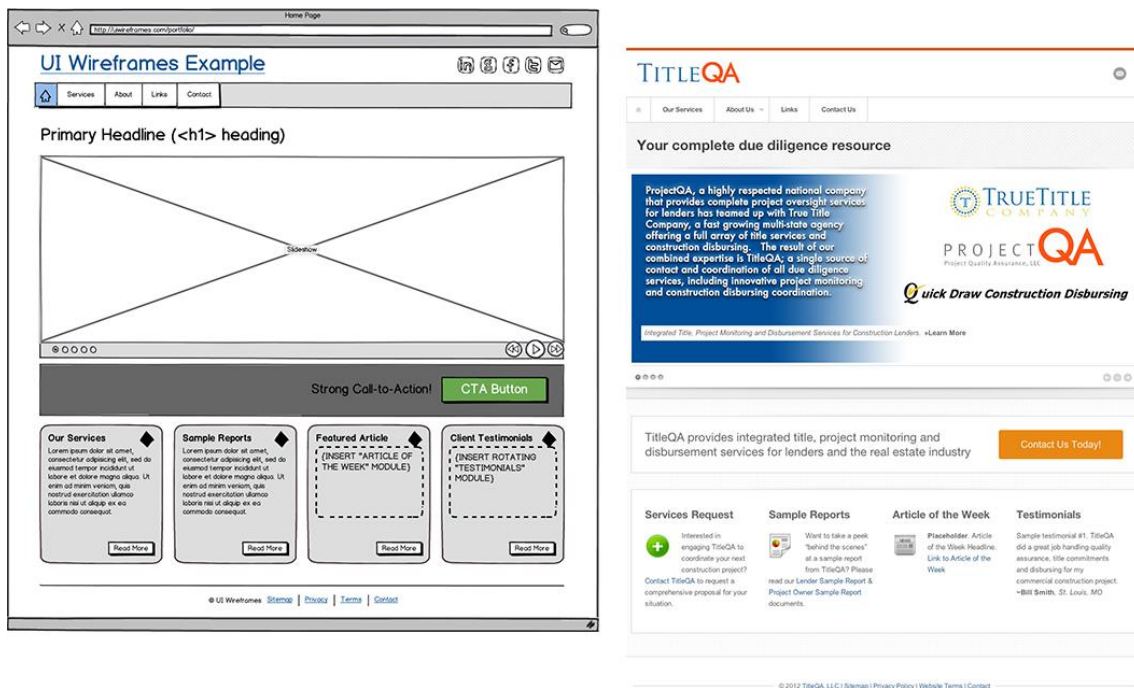 Home Page
http://uiwireframes.com/portfolio/
UI Wireframes Example
Services About Links Contact
Primary Headline (<h1> heading)
Slideshow
Strong Call-to-Action! CTA Button
Our Services
Lorem ipsum dolor sit amet,
consectetur adipisicing elit, sed do
eiusmod tempor incididunt ut
labore et dolore magna aliqua. Ut
enim ad minim veniam, quis
nostrud exercitation ullamco
laboris nisi ut aliquip ex ea
commodo consequat.
Read More
Sample Reports
Lorem ipsum dolor sit amet,
consectetur adipisicing elit, sed do
eiusmod tempor incididunt ut
labore et dolore magna aliqua. Ut
enim ad minim veniam, quis
nostrud exercitation ullamco
laboris nisi ut aliquip ex ea
commodo consequat.
Read More
Featured Article
{INSERT "ARTICLE OF
THE WEEK" MODULE}
Read More
Client Testimonials
{INSERT ROTATING
"TESTIMONIALS"
MODULE}
Read More
© UI Wireframes Sitemap | Privacy | Terms | Contact
TITLEQA
Our Services About Us Links Contact Us
Your complete due diligence resource
ProjectQA, a highly respected national company
that provides complete project oversight services
for lenders has teamed up with True Title
Company, a fast growing multi-state agency
offering a full array of title services and
construction disbursing. The result of our
combined expertise is TitleQA; a single source of
contact and coordination of all due diligence
services, including innovative project monitoring
and construction disbursing coordination.
T TRUETITLE
COMPANY
PROJECTQA
Project Quality Assurance, LLC
Quick Draw Construction Disbursing
Integrated Title, Project Monitoring and Disbursement Services for Construction Lenders. »Learn More
TitleQA provides integrated title, project monitoring and
disbursement services for lenders and the real estate industry
Contact Us Today!
Services Request
Interested in
engaging TitleQA to
coordinate your next
construction project?
Contact TitleQA to request a
comprehensive proposal for your
situation.
Sample Reports
Want to take a peek
"behind the scenes"
at a sample report
from TitleQA? Please
read our Lender Sample Report &
Project Owner Sample Report
documents.
Article of the Week
Placeholder. Article
of the Week Headline.
Link to Article of the
Week
Testimonials
Sample testimonial #1. TitleQA
did a great job handling quality
assurance, title commitments
and disbursing for my
commercial construction project.
~Bill Smith, St. Louis, MO
© 2012 TitleQA, LLC | Sitemap | Privacy Policy | Website Terms | Contact